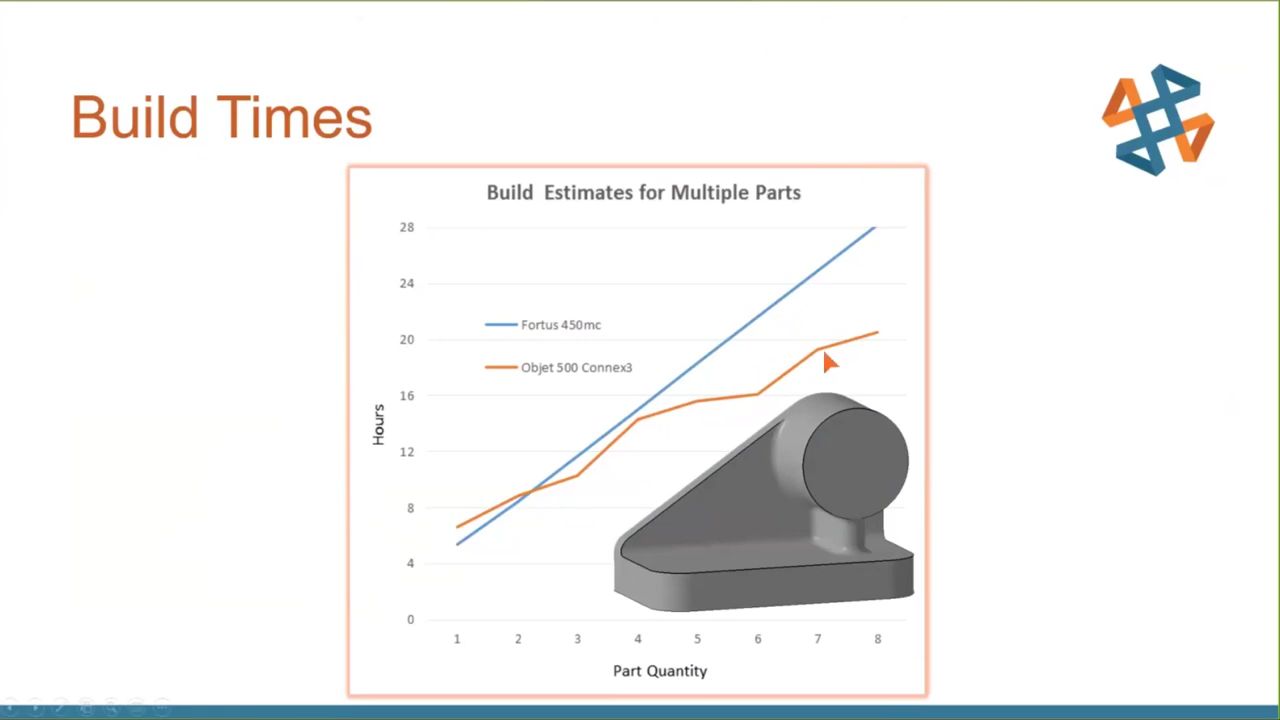 Build Times
Build Estimates for Multiple Parts
28
24
20
16
12
8
4
0
Hours
Fortus 450mc
Objet 500 Connex3
1 2 3 4 5 6 7 8
Part Quantity